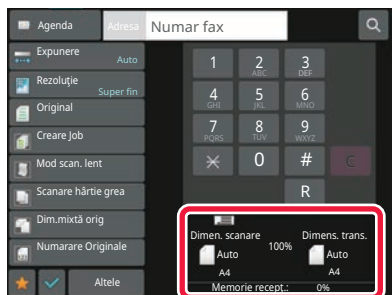 Agenda
Adresa
Numar fax
Expunere
Auto
Rezoluție
Super fin
Original
Creare Job
Mod scan. lent
Scanare hârtie grea
Dim.mixtă orig
Numarare Originale
Altele
1
2
ABC
3
DEF
4
GHI
5
JKL
6
MNO
7
PQRS
8
TUV
9
WXYZ
0
#
C
R
Dimen. scanare
100%
Dimens. trans.
Auto
A4
Auto
A4
Memorie recept.: 0%